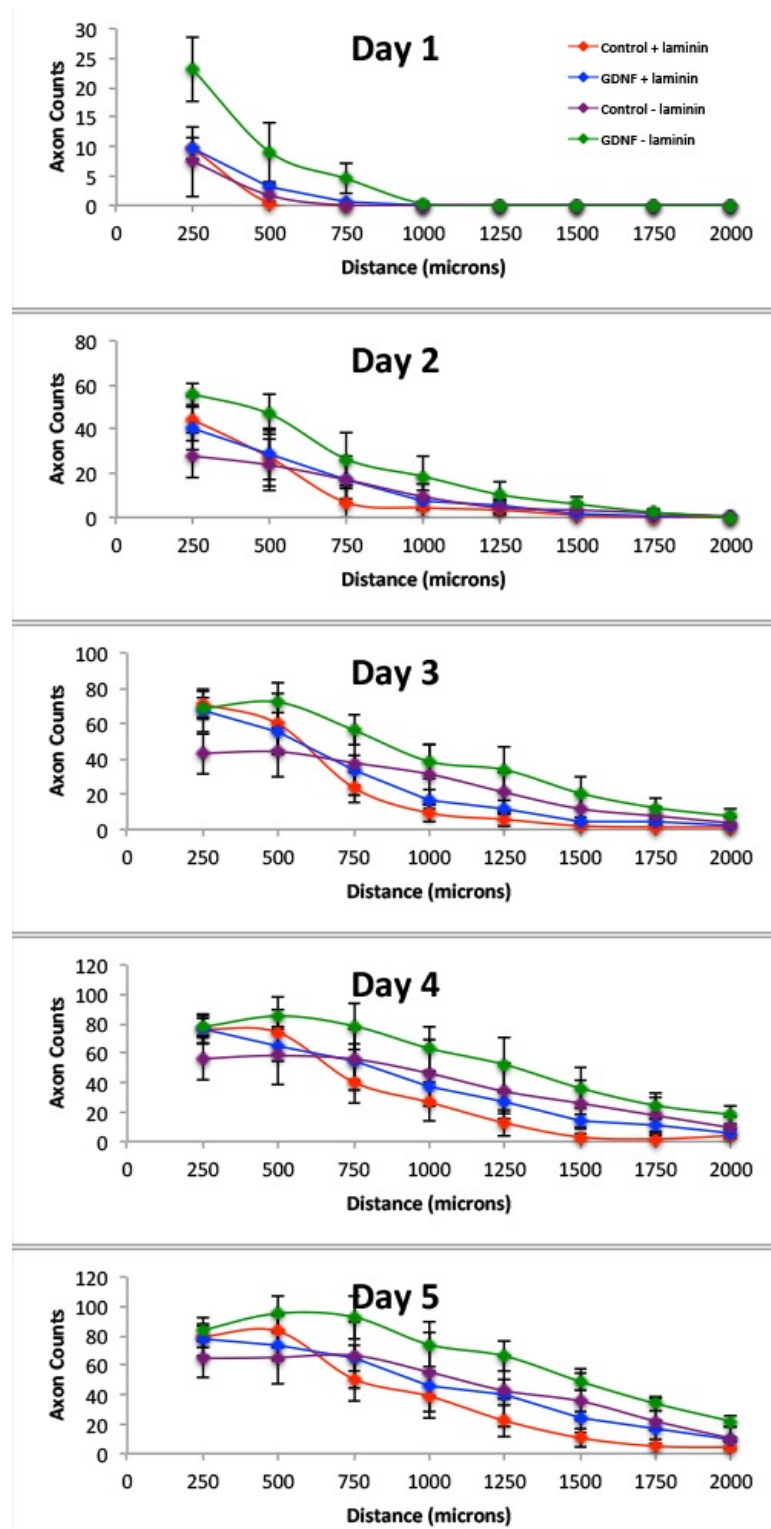 Day 1
Control + laminin
GDNF + laminin
Control - laminin
GDNF - laminin
Axon Counts
30
25
20
15
10
5
0
0 250 500 750 1000 1250 1500 1750 2000
Distance (microns)
Day 2
Axon Counts
80
60
40
20
0
0 250 500 750 1000 1250 1500 1750 2000
Distance (microns)
Day 3
Axon Counts
100
80
60
40
20
0
0 250 500 750 1000 1250 1500 1750 2000
Distance (microns)
Day 4
Axon Counts
120
100
80
60
40
20
0
0 250 500 750 1000 1250 1500 1750 2000
Distance (microns)
Day 5
Axon Counts
120
100
80
60
40
20
0
0 250 500 750 1000 1250 1500 1750 2000
Distance (microns)